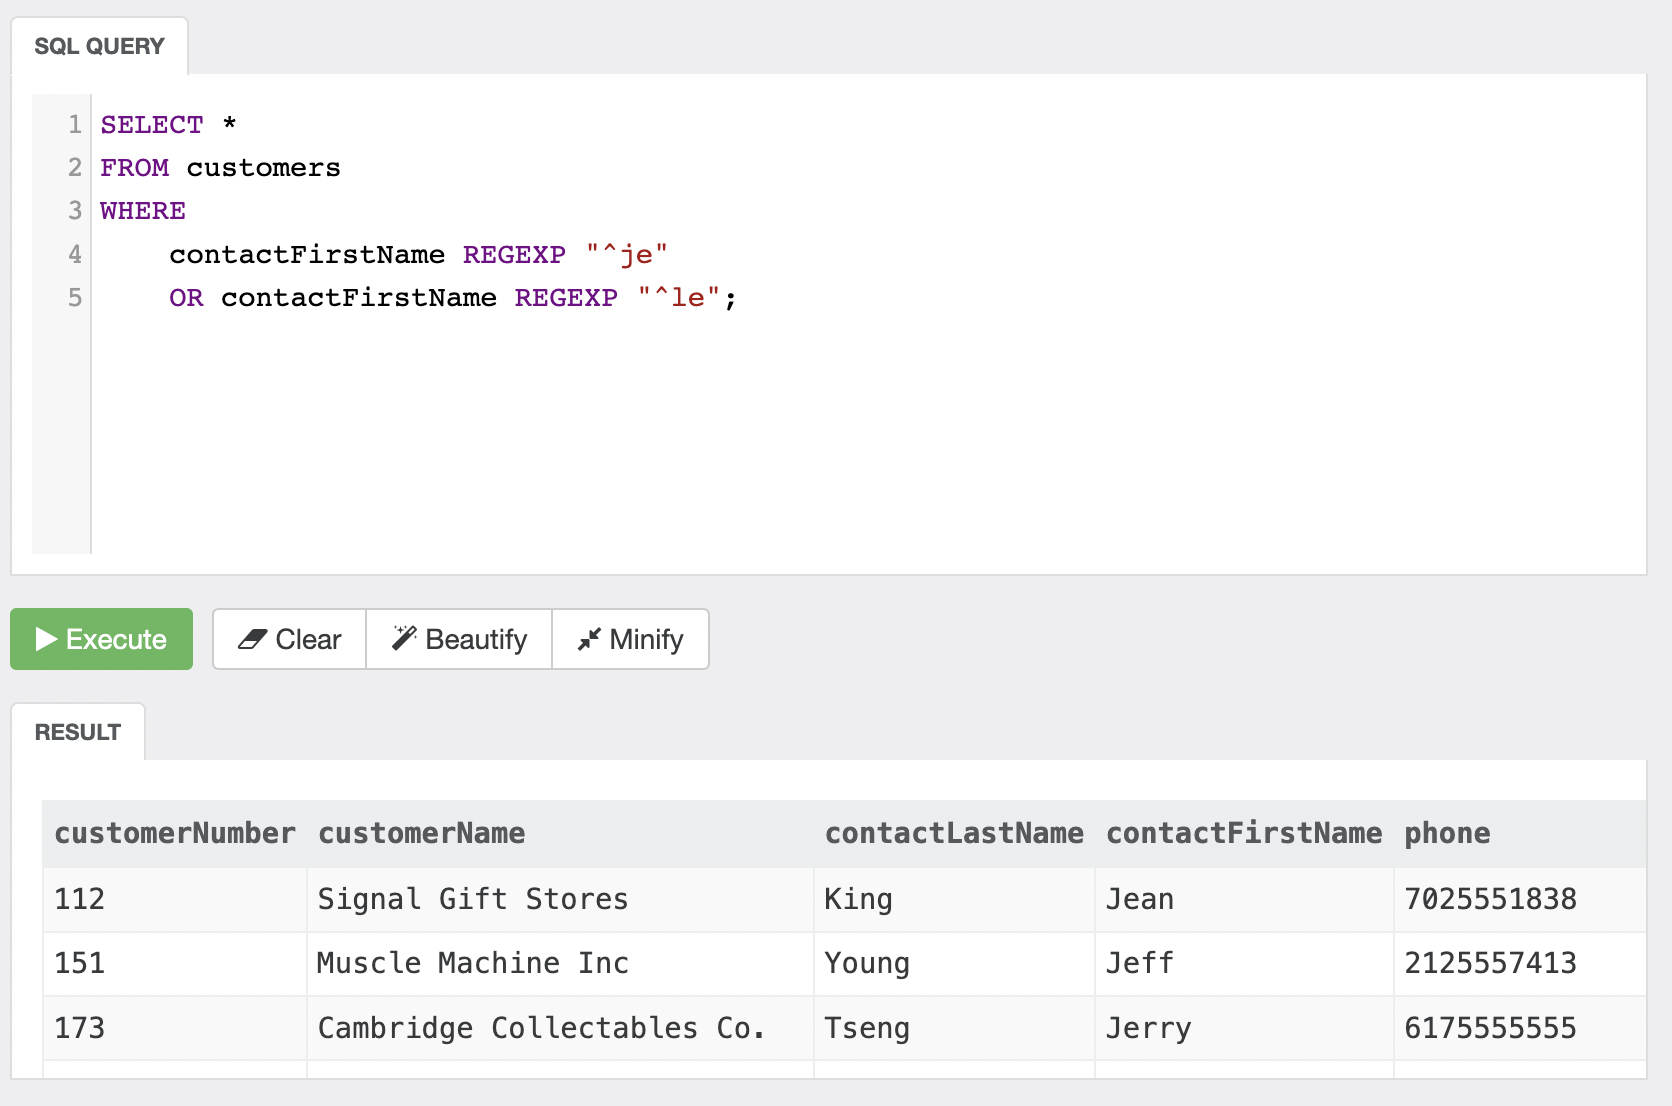 SQL QUERY
1 SELECT *
2 FROM customers
3 WHERE
4     contactFirstName REGEXP "^je"
5     OR contactFirstName REGEXP "^le";
Execute Clear Beautify Minify
RESULT
customerNumber customerName contactLastName contactFirstName phone
112 Signal Gift Stores King Jean 7025551838
151 Muscle Machine Inc Young Jeff 2125557413
173 Cambridge Collectables Co. Tseng Jerry 6175555555